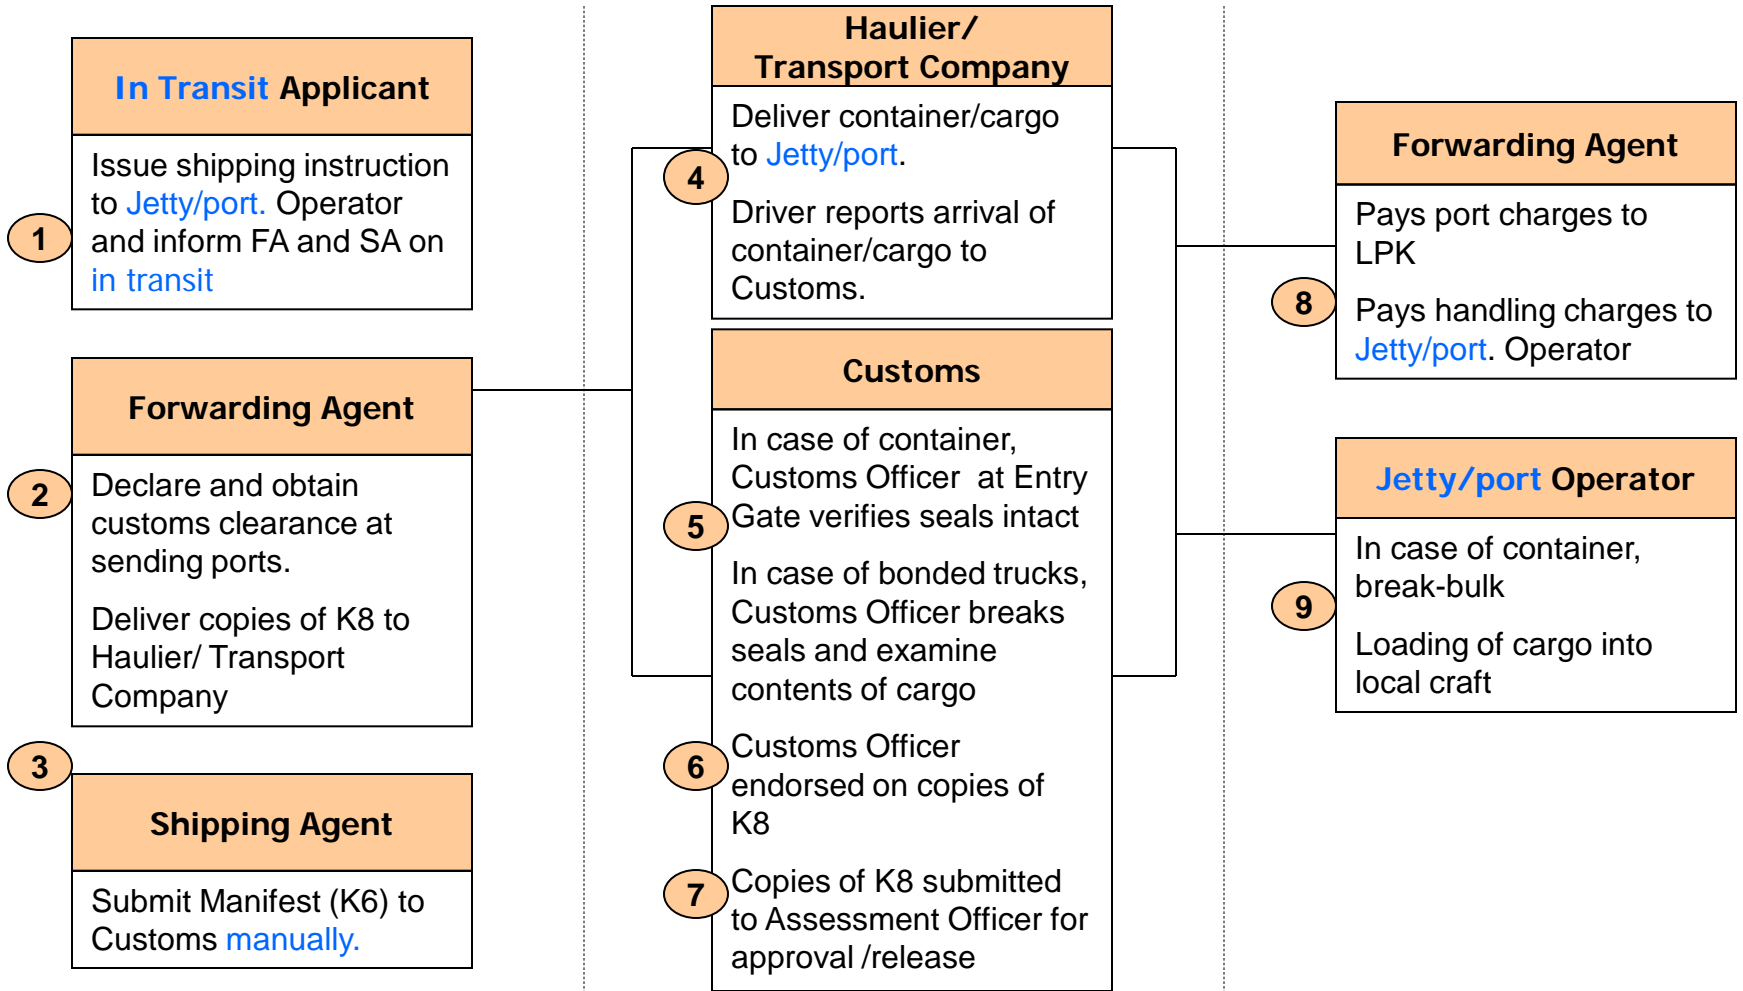 In Transit Applicant
1
Issue shipping instruction
to Jetty/port. Operator
and inform FA and SA on
in transit
Forwarding Agent
2
Declare and obtain
customs clearance at
sending ports.
Deliver copies of K8 to
Haulier/ Transport
Company
3
Shipping Agent
Submit Manifest (K6) to
Customs manually.
Haulier/
Transport Company
4
Deliver container/cargo
to Jetty/port.
Driver reports arrival of
container/cargo to
Customs.
Customs
5
In case of container,
Customs Officer  at Entry
Gate verifies seals intact
In case of bonded trucks,
Customs Officer breaks
seals and examine
contents of cargo
6
Customs Officer
endorsed on copies of
K8
7
Copies of K8 submitted
to Assessment Officer for
approval /release
Forwarding Agent
8
Pays port charges to
LPK
Pays handling charges to
Jetty/port. Operator
Jetty/port Operator
9
In case of container,
break-bulk
Loading of cargo into
local craft